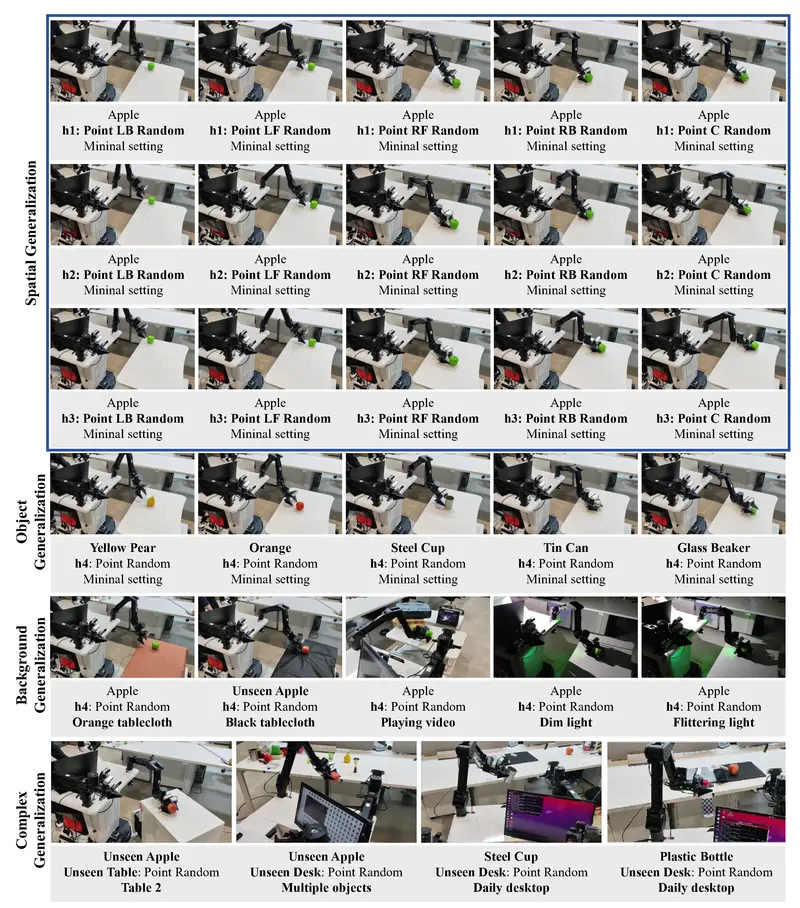 Spatial Generalization
Apple
h1: Point LB Random
Mininal setting
Apple
h1: Point LF Random
Mininal setting
Apple
h1: Point RF Random
Mininal setting
Apple
h1: Point RB Random
Mininal setting
Apple
h1: Point C Random
Mininal setting
Apple
h2: Point LB Random
Mininal setting
Apple
h2: Point LF Random
Mininal setting
Apple
h2: Point RF Random
Mininal setting
Apple
h2: Point RB Random
Mininal setting
Apple
h2: Point C Random
Mininal setting
Apple
h3: Point LB Random
Mininal setting
Apple
h3: Point LF Random
Mininal setting
Apple
h3: Point RF Random
Mininal setting
Apple
h3: Point RB Random
Mininal setting
Apple
h3: Point C Random
Mininal setting
Object
Generalization
Yellow Pear
h4: Point Random
Mininal setting
Orange
h4: Point Random
Mininal setting
Steel Cup
h4: Point Random
Mininal setting
Tin Can
h4: Point Random
Mininal setting
Glass Beaker
h4: Point Random
Mininal setting
Background
Generalization
Apple
h4: Point Random
Orange tablecloth
Unseen Apple
h4: Point Random
Black tablecloth
Apple
h4: Point Random
Playing video
Apple
h4: Point Random
Dim light
Apple
h4: Point Random
Flittering light
Complex
Generalization
Unseen Apple
Unseen Table: Point Random
Table 2
Unseen Apple
Unseen Desk: Point Random
Multiple objects
Steel Cup
Unseen Desk: Point Random
Daily desktop
Plastic Bottle
Unseen Desk: Point Random
Daily desktop